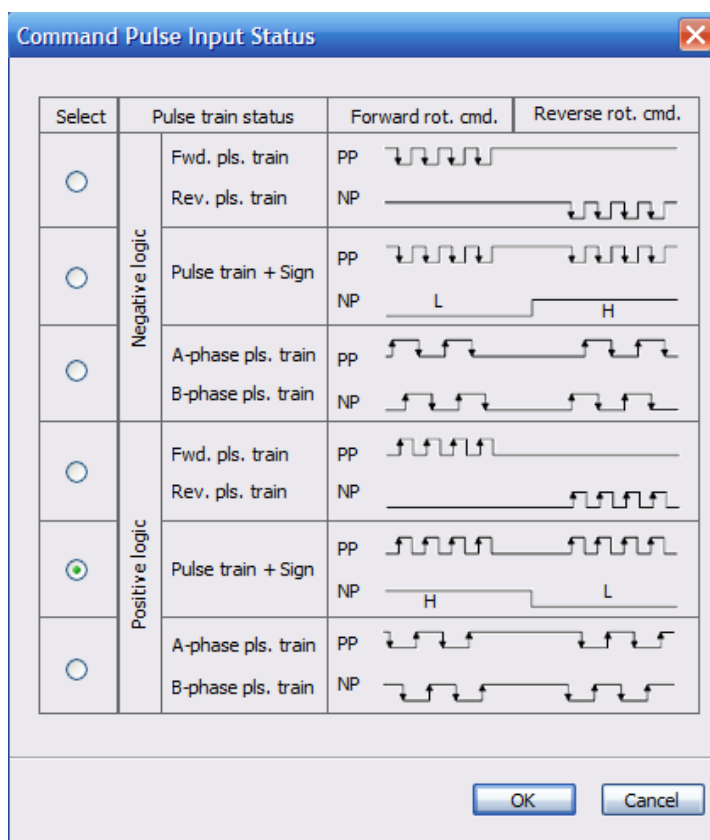 Command Pulse Input Status
Select Pulse train status Forward rot. cmd. Reverse rot. cmd.
Negative logic
Fwd. pls. train PP
Rev. pls. train NP
Pulse train + Sign PP
NP L H
A-phase pls. train PP
B-phase pls. train NP
Positive logic
Fwd. pls. train PP
Rev. pls. train NP
Pulse train + Sign PP
NP H L
A-phase pls. train PP
B-phase pls. train NP
OK Cancel